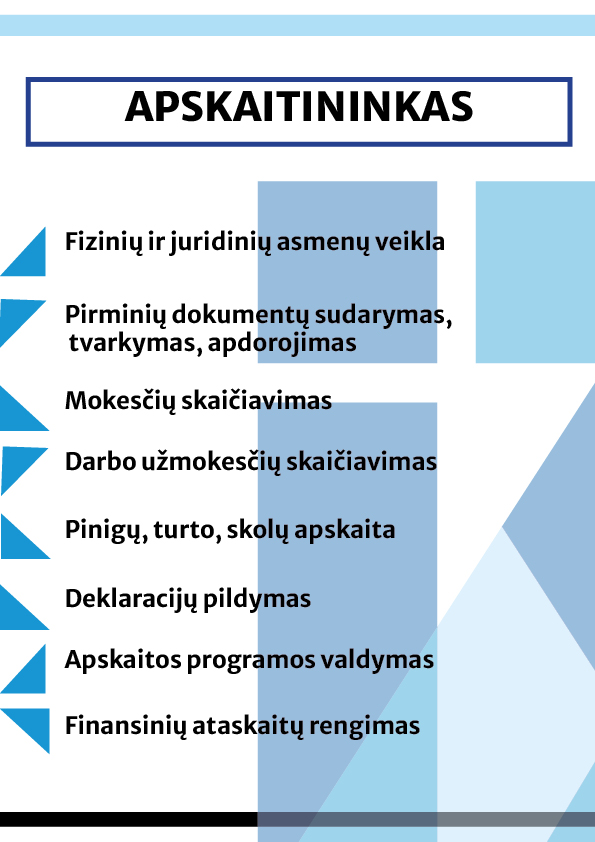 APSKAITININKAS
Fizinių ir juridinių asmenų veikla
Pirminių dokumentų sudarymas,
tvarkymas, apdorojimas
Mokesčių skaičiavimas
Darbo užmokesčių skaičiavimas
Pinigų, turto, skolų apskaita
Deklaracijų pildymas
Apskaitos programos valdymas
Finansinių ataskaitų rengimas